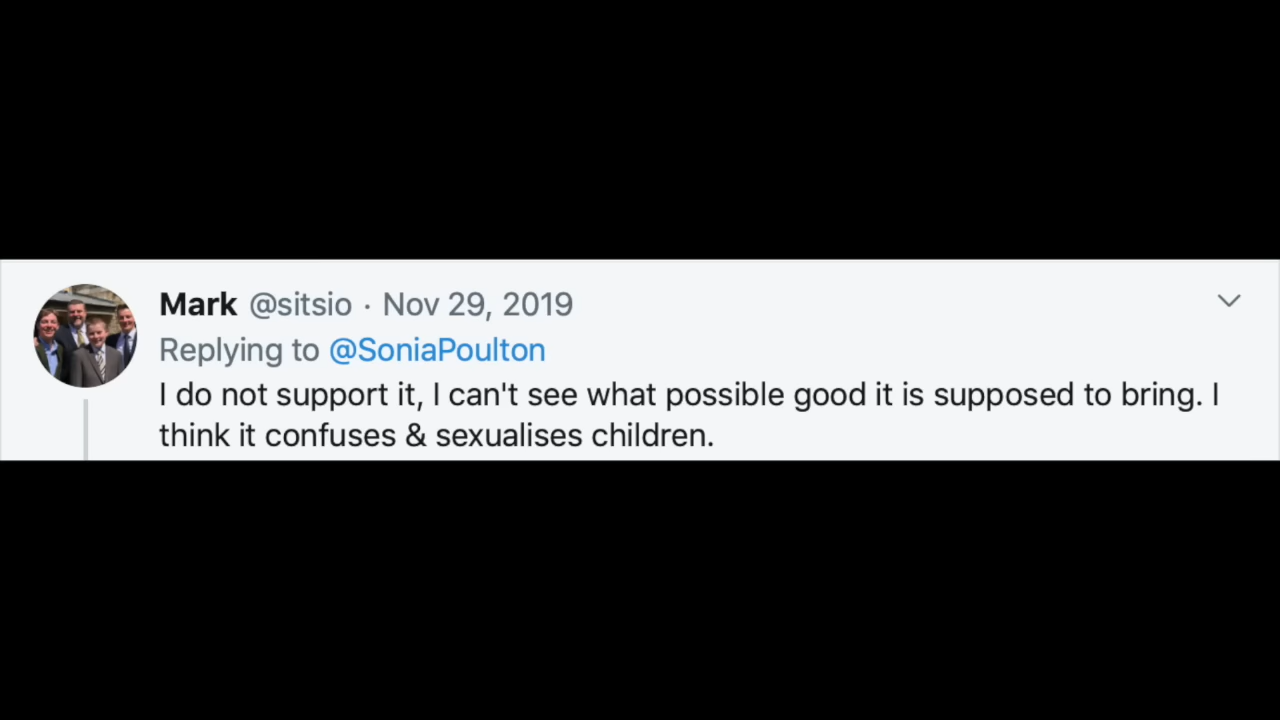 Mark @sitsio · Nov 29, 2019
Replying to @SoniaPoulton
I do not support it, I can't see what possible good it is supposed to bring. I
think it confuses & sexualises children.